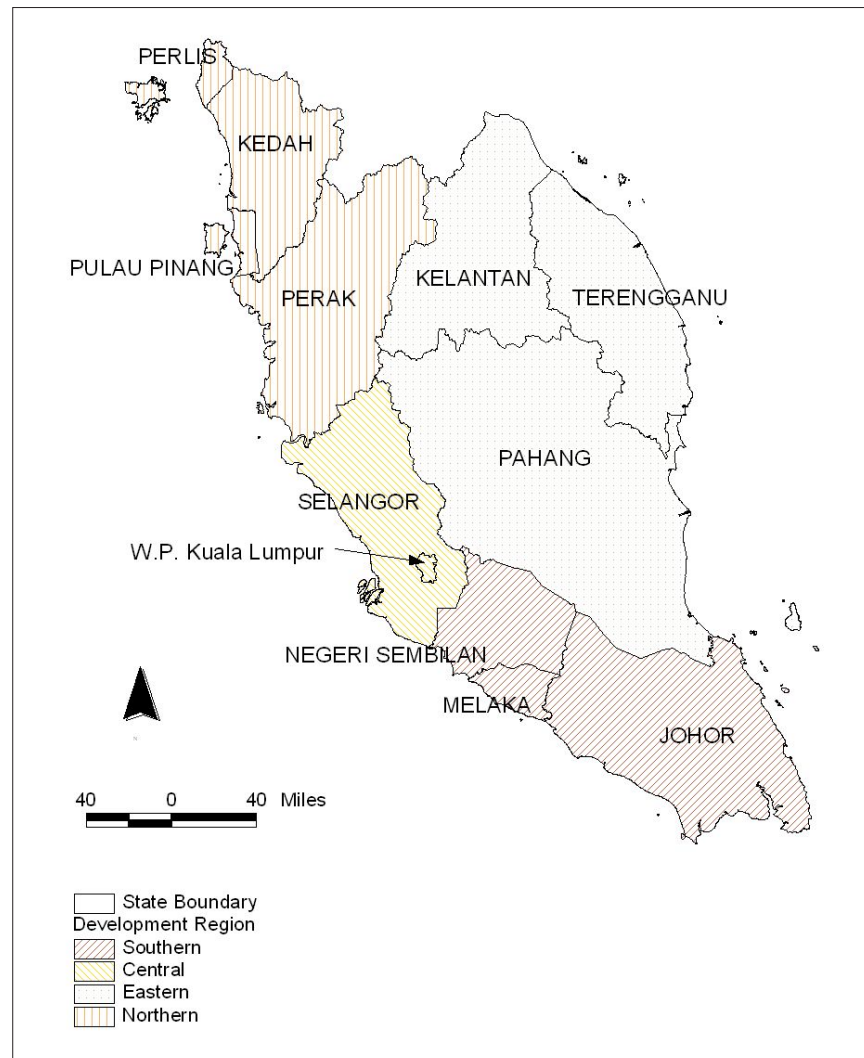 PERLIS
KEDAH
PULAU PINANG
PERAK
KELANTAN
TERENGGANU
PAHANG
SELANGOR
W.P. Kuala Lumpur
NEGERI SEMBILAN
MELAKA
JOHOR
40 0 40 Miles
State Boundary
Development Region
Southern
Central
Eastern
Northern